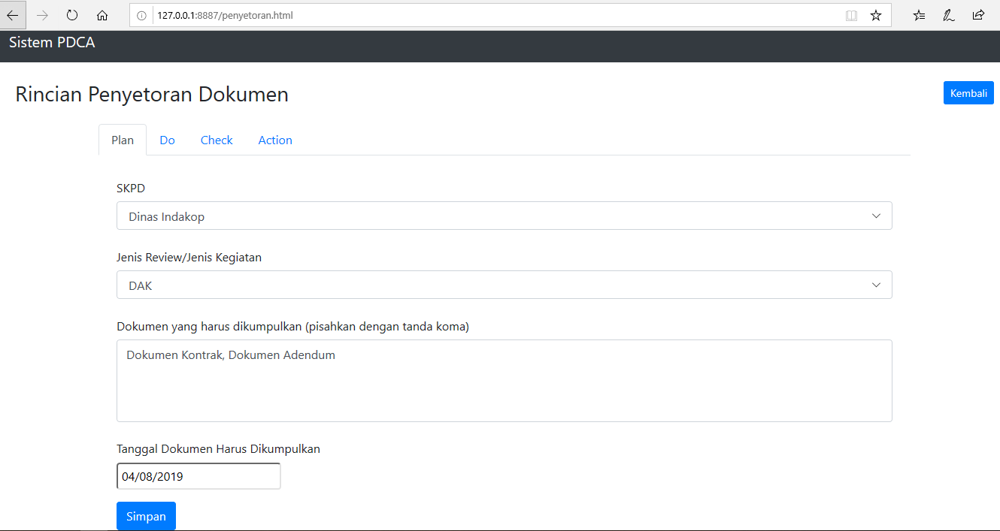 127.0.0.1:8887/penyetoran.html
Sistem PDCA
Rincian Penyetoran Dokumen
Kembali
Plan Do Check Action
SKPD
Dinas Indakop
Jenis Review/Jenis Kegiatan
DAK
Dokumen yang harus dikumpulkan (pisahkan dengan tanda koma)
Dokumen Kontrak, Dokumen Adendum
Tanggal Dokumen Harus Dikumpulkan
04/08/2019
Simpan